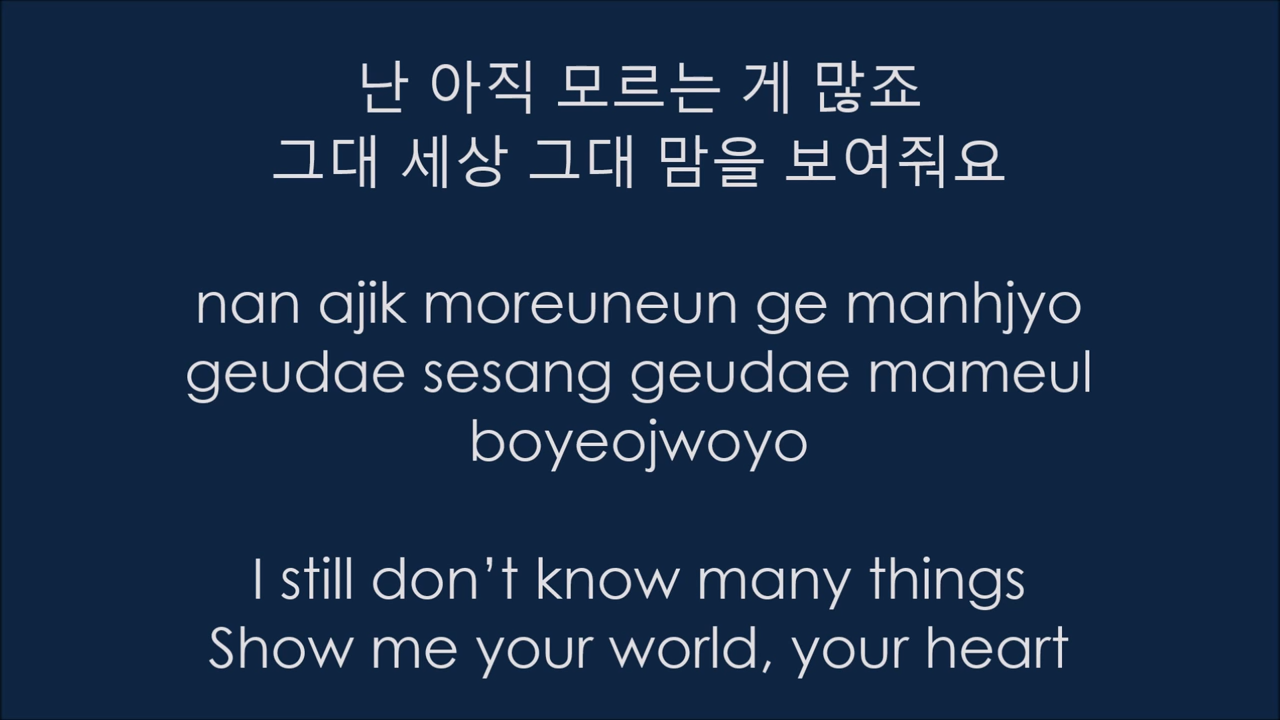 난 아직 모르는 게 많죠
그대 세상 그대 맘을 보여줘요
nan ajik moreuneun ge manhjyo
geudae sesang geudae mameul
boyeojwoyo
I still don’t know many things
Show me your world, your heart